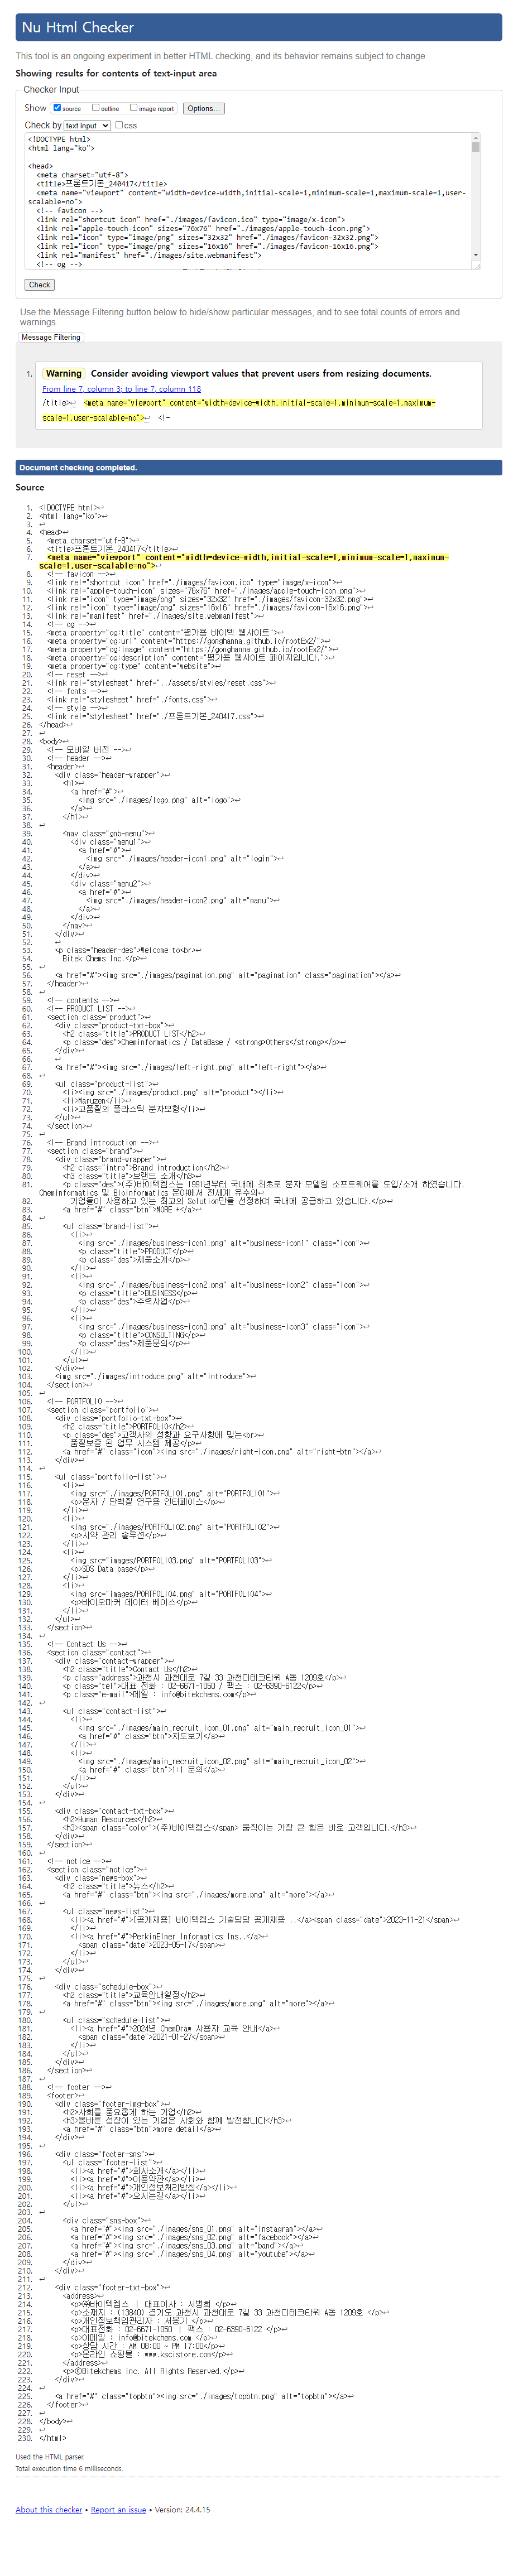 Nu Html Checker
This tool is an ongoing experiment in better HTML checking, and its behavior remains subject to change
Showing results for contents of text-input area
Checker Input
Show source outline image report Options...
Check by text input css
<!DOCTYPE html>
<html lang="ko">
<head>
<meta charset="utf-8">
<title>프론트기본_240417</title>
<meta name="viewport" content="width=device-width,initial-scale=1,minimum-scale=1,maximum-scale=1,user-
scalable=no">
<!-- favicon -->
<link rel="shortcut icon" href="./images/favicon.ico" type="image/x-icon">
<link rel="apple-touch-icon" sizes="76x76" href="./images/apple-touch-icon.png">
<link rel="icon" type="image/png" sizes="32x32" href="./images/favicon-32x32.png">
<link rel="icon" type="image/png" sizes="16x16" href="./images/favicon-16x16.png">
<link rel="manifest" href="./images/site.webmanifest">
<!-- og -->
Check
Use the Message Filtering button below to hide/show particular messages, and to see total counts of errors and
warnings.
Message Filtering
1. Warning Consider avoiding viewport values that prevent users from resizing documents.
From line 7, column 3; to line 7, column 118
/title>↩ <meta name="viewport" content="width=device-width,initial-scale=1,minimum-scale=1,maximum-
scale=1,user-scalable=no">↩ <!-
Document checking completed.
Source
1. <!DOCTYPE html>↩
2. <html lang="ko">↩
3. ↩
4. <head>↩
5. <meta charset="utf-8">↩
6. <title>프론트기본_240417</title>↩
7. <meta name="viewport" content="width=device-width,initial-scale=1,minimum-scale=1,maximum-
scale=1,user-scalable=no">↩
8. <!-- favicon -->↩
9. <link rel="shortcut icon" href="./images/favicon.ico" type="image/x-icon">↩
10. <link rel="apple-touch-icon" sizes="76x76" href="./images/apple-touch-icon.png">↩
11. <link rel="icon" type="image/png" sizes="32x32" href="./images/favicon-32x32.png">↩
12. <link rel="icon" type="image/png" sizes="16x16" href="./images/favicon-16x16.png">↩
13. <link rel="manifest" href="./images/site.webmanifest">↩
14. <!-- og -->↩
15. <meta property="og:title" content="평가용 바이텍 웹사이트">↩
16. <meta property="og:url" content="https://gonghanna.github.io/rootEx2/">↩
17. <meta property="og:image" content="https://gonghanna.github.io/rootEx2/">↩
18. <meta property="og:description" content="평가용 웹사이트 페이지입니다.">↩
19. <meta property="og:type" content="website">↩
20. <!-- reset -->↩
21. <link rel="stylesheet" href="../assets/styles/reset.css">↩
22. <!-- fonts -->↩
23. <link rel="stylesheet" href="./fonts.css">↩
24. <!-- style -->↩
25. <link rel="stylesheet" href="./프론트기본_240417.css">↩
26. </head>↩
27. ↩
28. <body>↩
29. <!-- 모바일 버전 -->↩
30. <!-- header -->↩
31. <header>↩
32. <div class="header-wrapper">↩
33. <h1>↩
34. <a href="#">↩
35. <img src="./images/logo.png" alt="logo">↩
36. </a>↩
37. </h1>↩
38. ↩
39. <nav class="gnb-menu">↩
40. <div class="menu1">↩
41. <a href="#">↩
42. <img src="./images/header-icon1.png" alt="login">↩
43. </a>↩
44. </div>↩
45. <div class="menu2">↩
46. <a href="#">↩
47. <img src="./images/header-icon2.png" alt="manu">↩
48. </a>↩
49. </div>↩
50. </nav>↩
51. </div>↩
52. ↩
53. <p class="header-des">Welcome to<br>↩
54. Bitek Chems Inc.</p>↩
55. ↩
56. <a href="#"><img src="./images/pagination.png" alt="pagination" class="pagination"></a>↩
57. </header>↩
58. ↩
59. <!-- contents -->↩
60. <!-- PRODUCT LIST -->↩
61. <section class="product">↩
62. <div class="product-txt-box">↩
63. <h2 class="title">PRODUCT LIST</h2>↩
64. <p class="des">Cheminformatics / DataBase / <strong>Others</strong></p>↩
65. </div>↩
66. ↩
67. <a href="#"><img src="./images/left-right.png" alt="left-right"></a>↩
68. ↩
69. <ul class="product-list">↩
70. <li><img src="./images/product.png" alt="product"></li>↩
71. <li>Maruzen</li>↩
72. <li>고품질의 플라스틱 분자모형</li>↩
73. </ul>↩
74. </section>↩
75. ↩
76. <!-- Brand introduction -->↩
77. <section class="brand">↩
78. <div class="brand-wrapper">↩
79. <h2 class="intro">Brand introduction</h2>↩
80. <h3 class="title">브랜드 소개</h3>↩
81. <p class="des">(주)바이텍켐스는 1991년부터 국내에 최초로 분자 모델링 소프트웨어를 도입/소개 하였습니다.
Cheminformatics 및 Bioinformatics 분야에서 전세계 유수의↩
82. 기업들이 사용하고 있는 최고의 Solution만을 선정하여 국내에 공급하고 있습니다.</p>↩
83. <a href="#" class="btn">MORE +</a>↩
84. ↩
85. <ul class="brand-list">↩
86. <li>↩
87. <img src="./images/business-icon1.png" alt="business-icon1" class="icon">↩
88. <p class="title">PRODUCT</p>↩
89. <p class="des">제품소개</p>↩
90. </li>↩
91. <li>↩
92. <img src="./images/business-icon2.png" alt="business-icon2" class="icon">↩
93. <p class="title">BUSINESS</p>↩
94. <p class="des">주력사업</p>↩
95. </li>↩
96. <li>↩
97. <img src="./images/business-icon3.png" alt="business-icon3" class="icon">↩
98. <p class="title">CONSULTING</p>↩
99. <p class="des">제품문의</p>↩
100. </li>↩
101. </ul>↩
102. </div>↩
103. <img src="./images/introduce.png" alt="introduce">↩
104. </section>↩
105. ↩
106. <!-- PORTFOLIO -->↩
107. <section class="portfolio">↩
108. <div class="portfolio-txt-box">↩
109. <h2 class="title">PORTFOLIO</h2>↩
110. <p class="des">고객사의 성향과 요구사항에 맞는<br>↩
111. 품질보증 된 업무 시스템 제공</p>↩
112. <a href="#" class="icon"><img src="./images/right-icon.png" alt="right-btn"></a>↩
113. </div>↩
114. ↩
115. <ul class="portfolio-list">↩
116. <li>↩
117. <img src="images/PORTFOLIO1.png" alt="PORTFOLIO1">↩
118. <p>분자 / 단백질 연구용 인터페이스</p>↩
119. </li>↩
120. <li>↩
121. <img src="images/PORTFOLIO2.png" alt="PORTFOLIO2">↩
122. <p>시약 관리 솔루션</p>↩
123. </li>↩
124. <li>↩
125. <img src="images/PORTFOLIO3.png" alt="PORTFOLIO3">↩
126. <p>SDS Data base</p>↩
127. </li>↩
128. <li>↩
129. <img src="images/PORTFOLIO4.png" alt="PORTFOLIO4">↩
130. <p>바이오마커 데이터 베이스</p>↩
131. </li>↩
132. </ul>↩
133. </section>↩
134. ↩
135. <!-- Contact Us -->↩
136. <section class="contact">↩
137. <div class="contact-wrapper">↩
138. <h2 class="title">Contact Us</h2>↩
139. <p class="address">과천시 과천대로 7길 33 과천디테크타워 A동 1209호</p>↩
140. <p class="tel">대표 전화 : 02-6671-1050 / 팩스 : 02-6390-6122</p>↩
141. <p class="e-mail">메일 : info@bitekchems.com</p>↩
142. ↩
143. <ul class="contact-list">↩
144. <li>↩
145. <img src="./images/main_recruit_icon_01.png" alt="main_recruit_icon_01">↩
146. <a href="#" class="btn">지도보기</a>↩
147. </li>↩
148. <li>↩
149. <img src="./images/main_recruit_icon_02.png" alt="main_recruit_icon_02">↩
150. <a href="#" class="btn">1:1 문의</a>↩
151. </li>↩
152. </ul>↩
153. </div>↩
154. ↩
155. <div class="contact-txt-box">↩
156. <h2>Human Resources</h2>↩
157. <h3><span class="color">(주)바이텍켐스</span> 움직이는 가장 큰 힘은 바로 고객입니다.</h3>↩
158. </div>↩
159. </section>↩
160. ↩
161. <!-- notice -->↩
162. <section class="notice">↩
163. <div class="news-box">↩
164. <h2 class="title">뉴스</h2>↩
165. <a href="#" class="btn"><img src="./images/more.png" alt="more"></a>↩
166. ↩
167. <ul class="news-list">↩
168. <li><a href="#">[공개채용] 바이텍켐스 기술담당 공개채용 ..</a><span class="date">2023-11-21</span>↩
169. </li>↩
170. <li><a href="#">PerkinElmer Informatics Ins..</a>↩
171. <span class="date">2023-05-17</span>↩
172. </li>↩
173. </ul>↩
174. </div>↩
175. ↩
176. <div class="schedule-box">↩
177. <h2 class="title">교육안내일정</h2>↩
178. <a href="#" class="btn"><img src="./images/more.png" alt="more"></a>↩
179. ↩
180. <ul class="schedule-list">↩
181. <li><a href="#">2024년 ChemDraw 사용자 교육 안내</a>↩
182. <span class="date">2021-01-27</span>↩
183. </li>↩
184. </ul>↩
185. </div>↩
186. </section>↩
187. ↩
188. <!-- footer -->↩
189. <footer>↩
190. <div class="footer-img-box">↩
191. <h2>사회를 풍요롭게 하는 기업</h2>↩
192. <h3>올바른 성장이 있는 기업은 사회와 함께 발전합니다</h3>↩
193. <a href="#" class="btn">more detail</a>↩
194. </div>↩
195. ↩
196. <div class="footer-sns">↩
197. <ul class="footer-list">↩
198. <li><a href="#">회사소개</a></li>↩
199. <li><a href="#">이용약관</a></li>↩
200. <li><a href="#">개인정보처리방침</a></li>↩
201. <li><a href="#">오시는길</a></li>↩
202. </ul>↩
203. ↩
204. <div class="sns-box">↩
205. <a href="#"><img src="./images/sns_01.png" alt="instagram"></a>↩
206. <a href="#"><img src="./images/sns_02.png" alt="facebook"></a>↩
207. <a href="#"><img src="./images/sns_03.png" alt="band"></a>↩
208. <a href="#"><img src="./images/sns_04.png" alt="youtube"></a>↩
209. </div>↩
210. </div>↩
211. ↩
212. <div class="footer-txt-box">↩
213. <address>↩
214. <p>㈜바이텍켐스 | 대표이사 : 서병희 </p>↩
215. <p>소재지 : (13840) 경기도 과천시 과천대로 7길 33 과천디테크타워 A동 1209호 </p>↩
216. <p>개인정보책임관리자 : 서봉기 </p>↩
217. <p>대표전화 : 02-6671-1050 | 팩스 : 02-6390-6122 </p>↩
218. <p>이메일 : info@bitekchems.com </p>↩
219. <p>상담 시간 : AM 08:00 - PM 17:00</p>↩
220. <p>온라인 쇼핑몰 : www.kscistore.com</p>↩
221. </address>↩
222. <p>ⓒBitekchems Inc. All Rights Reserved.</p>↩
223. </div>↩
224. ↩
225. <a href="#" class="topbtn"><img src="./images/topbtn.png" alt="topbtn"></a>↩
226. </footer>↩
227. ↩
228. </body>↩
229. ↩
230. </html>
Used the HTML parser.
Total execution time 6 milliseconds.
About this checker • Report an issue • Version: 24.4.15